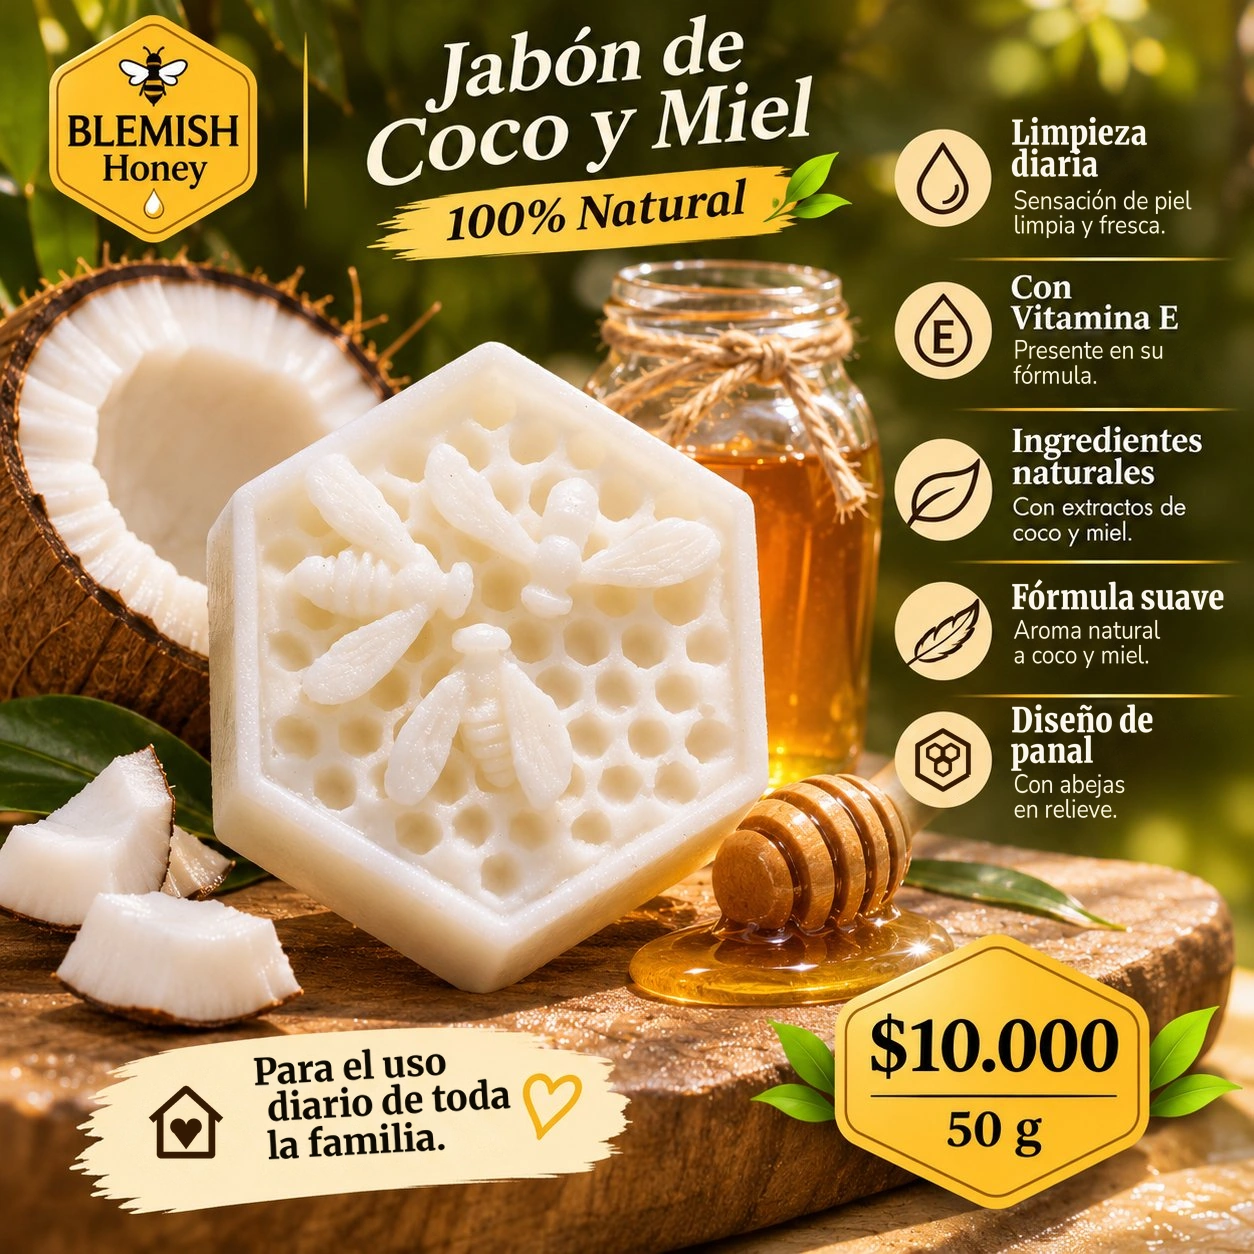 BLEMISH
Honey
Jabón de
Coco y Miel
100% Natural
Limpieza
diaria
Sensación de piel
limpia y fresca.
E
Con
Vitamina E
Presente en su
fórmula.
Ingredientes
naturales
Con extractos de
coco y miel.
Fórmula suave
Aroma natural
a coco y miel.
Diseño de
panal
Con abejas
en relieve.
Para el uso
diario de toda
la familia.
$10.000
50 g